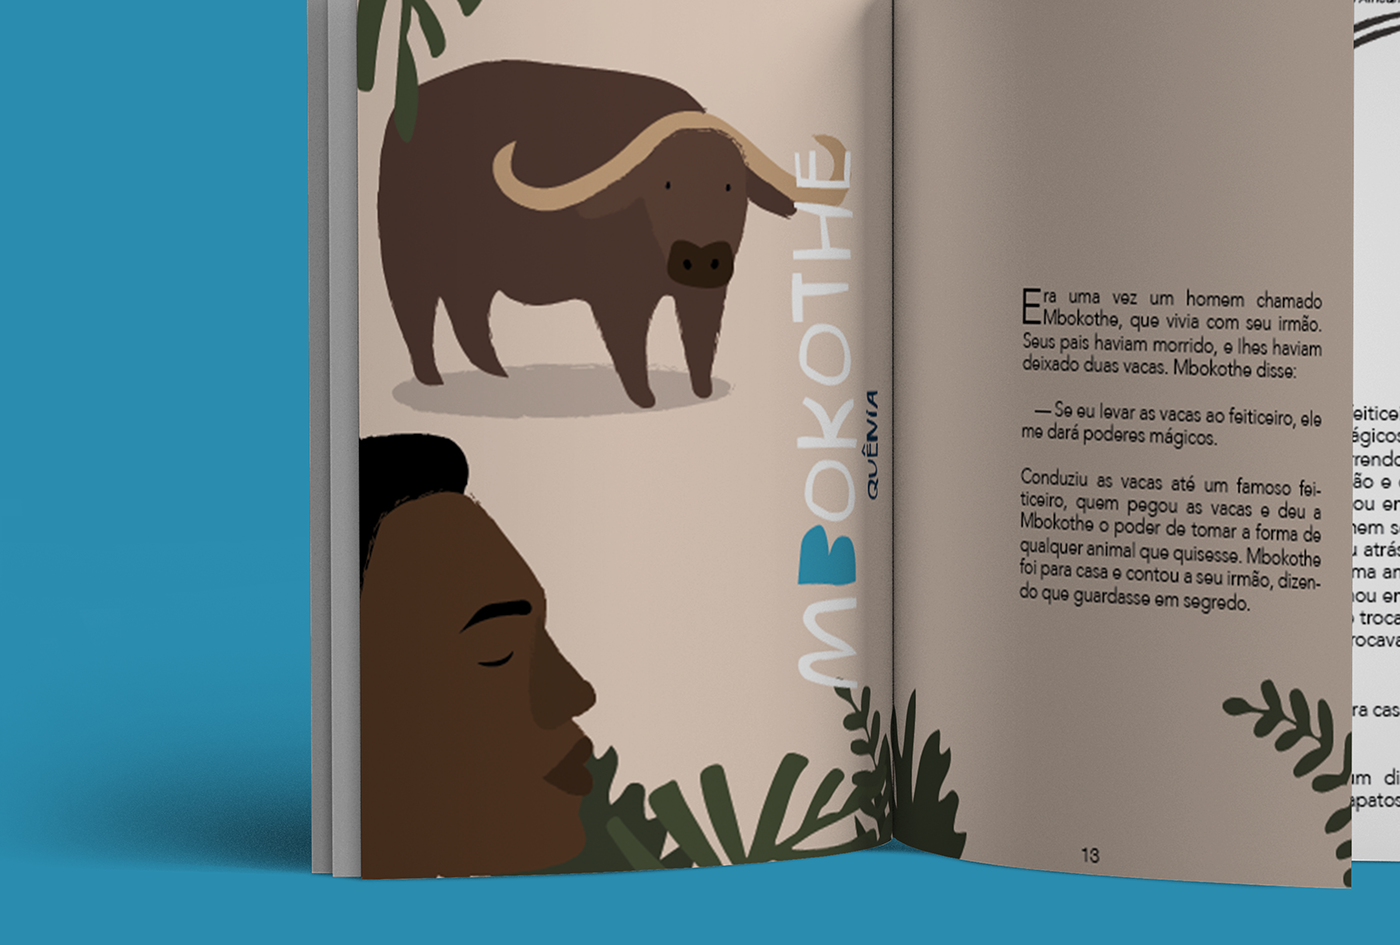 MBOKOTHE
QUÊNIA
Era uma vez um homem chamado
Mbokothe, que vivia com seu irmão.
Seus pais haviam morrido, e lhes haviam
deixado duas vacas. Mbokothe disse:
— Se eu levar as vacas ao feiticeiro, ele
me dará poderes mágicos.
Conduziu as vacas até um famoso fei-
ticeiro, quem pegou as vacas e deu a
Mbokothe o poder de tomar a forma de
qualquer animal que quisesse. Mbokothe
foi para casa e contou a seu irmão, dizen-
do que guardasse em segredo.
13